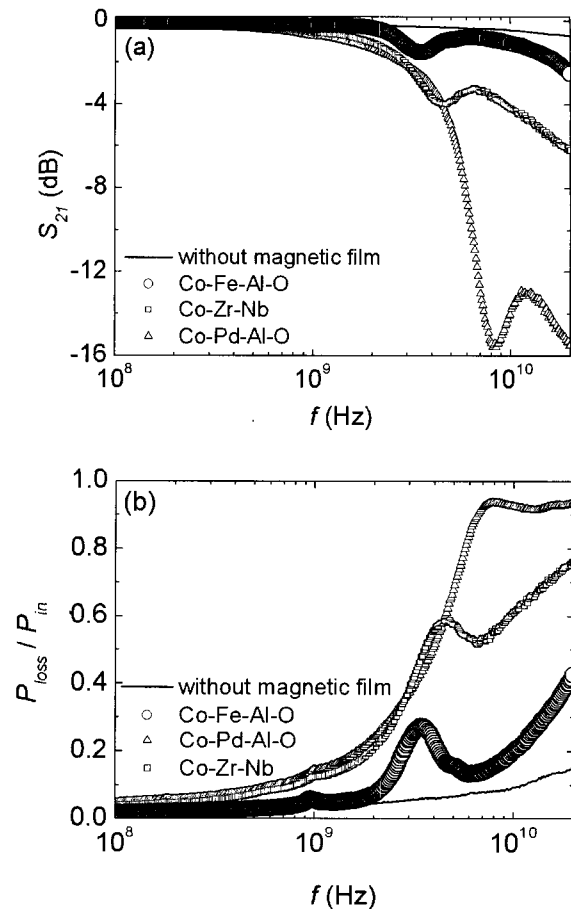 0
(a)
-4
-8
-12
-16
S21 (dB)
without magnetic film
Co-Fe-Al-O
Co-Zr-Nb
Co-Pd-Al-O
10^8
10^9
10^10
f (Hz)
1.0
(b)
0.8
0.6
0.4
0.2
0.0
Ploss / Pin
without magnetic film
Co-Fe-Al-O
Co-Pd-Al-O
Co-Zr-Nb
10^8
10^9
10^10
f (Hz)